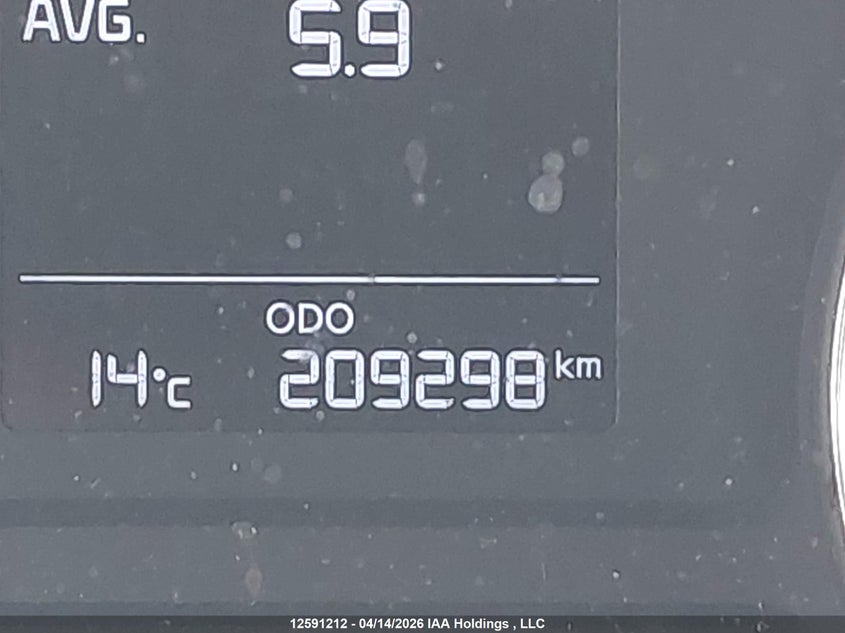 AVG. 5.9
ODO
14°C 209298 km
12591212 - 04/14/2026 IAA Holdings , LLC